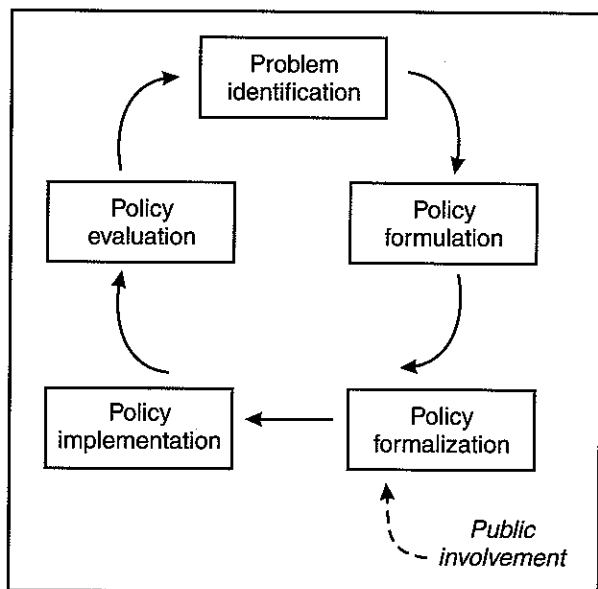 Problem
identification
Policy
formulation
Policy
formalization
Public
involvement
Policy
implementation
Policy
evaluation